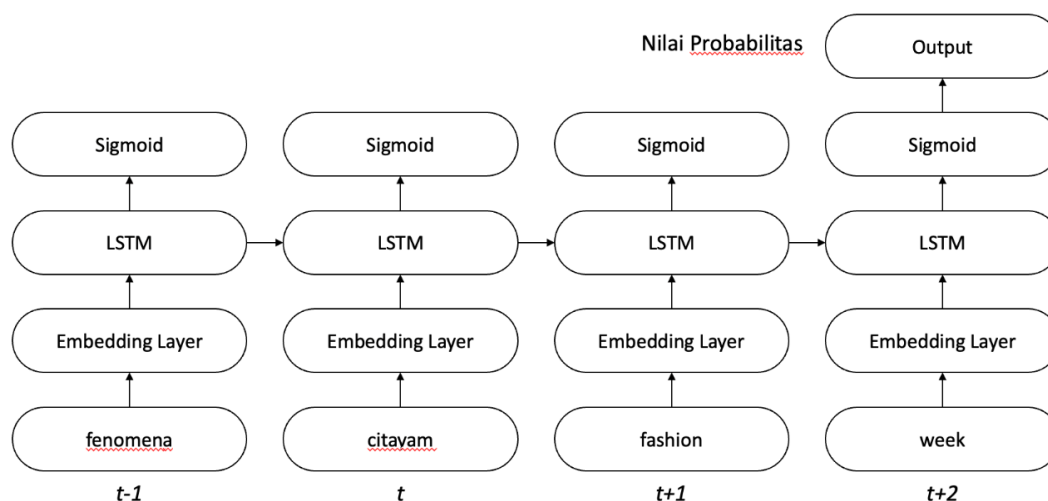 Nilai Probabilitas Output
Sigmoid Sigmoid Sigmoid Sigmoid
LSTM LSTM LSTM LSTM
Embedding Layer Embedding Layer Embedding Layer Embedding Layer
fenomena citayam fashion week
t-1 t t+1 t+2